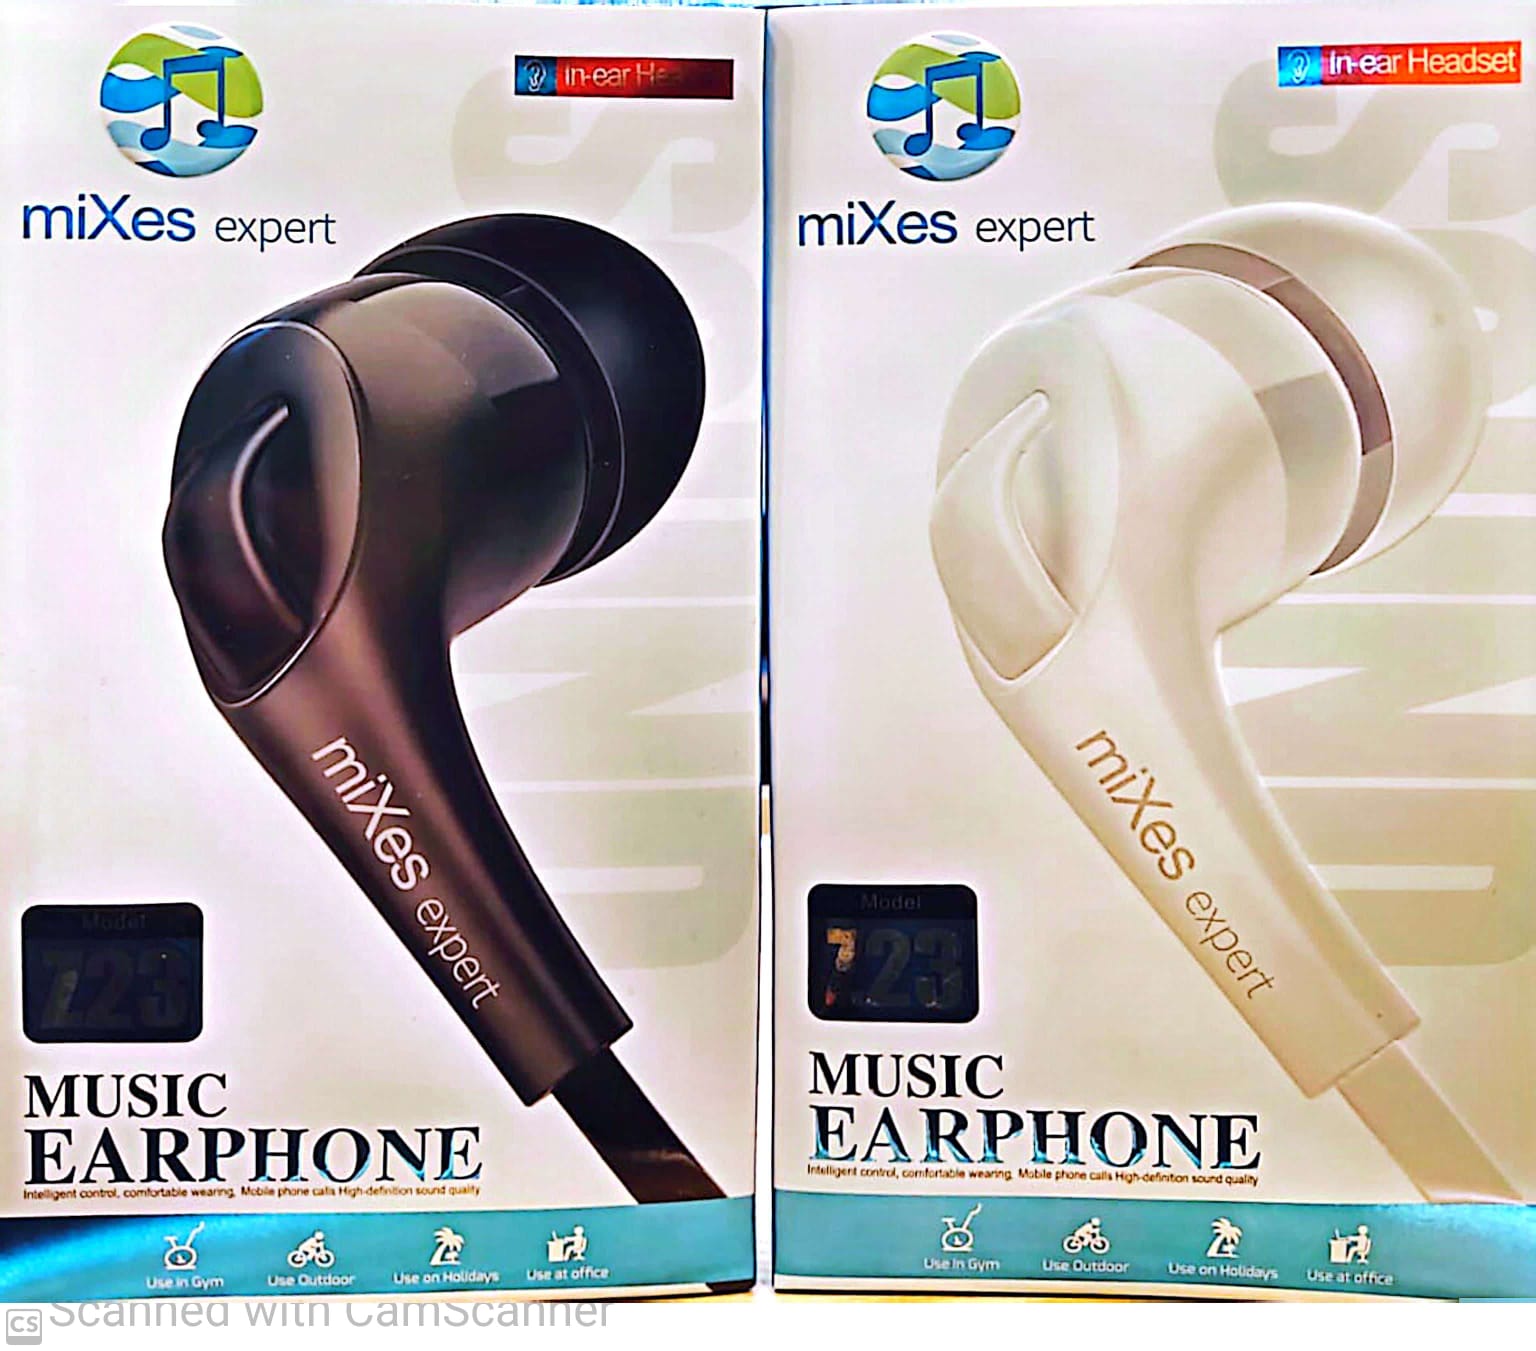 In-ear He
miXes expert
miXes expert
Model
Z23
MUSIC
EARPHONE
Intelligent control, comfortable wearing, Mobile phone calls High-definition sound quality
Use in Gym
Use Outdoor
Use on Holidays
Use at office
In-ear Headset
miXes expert
miXes expert
Model
Z23
MUSIC
EARPHONE
Intelligent control, comfortable wearing, Mobile phone calls High-definition sound quality
Use in Gym
Use Outdoor
Use on Holidays
Use at office
CS Scanned with CamScanner